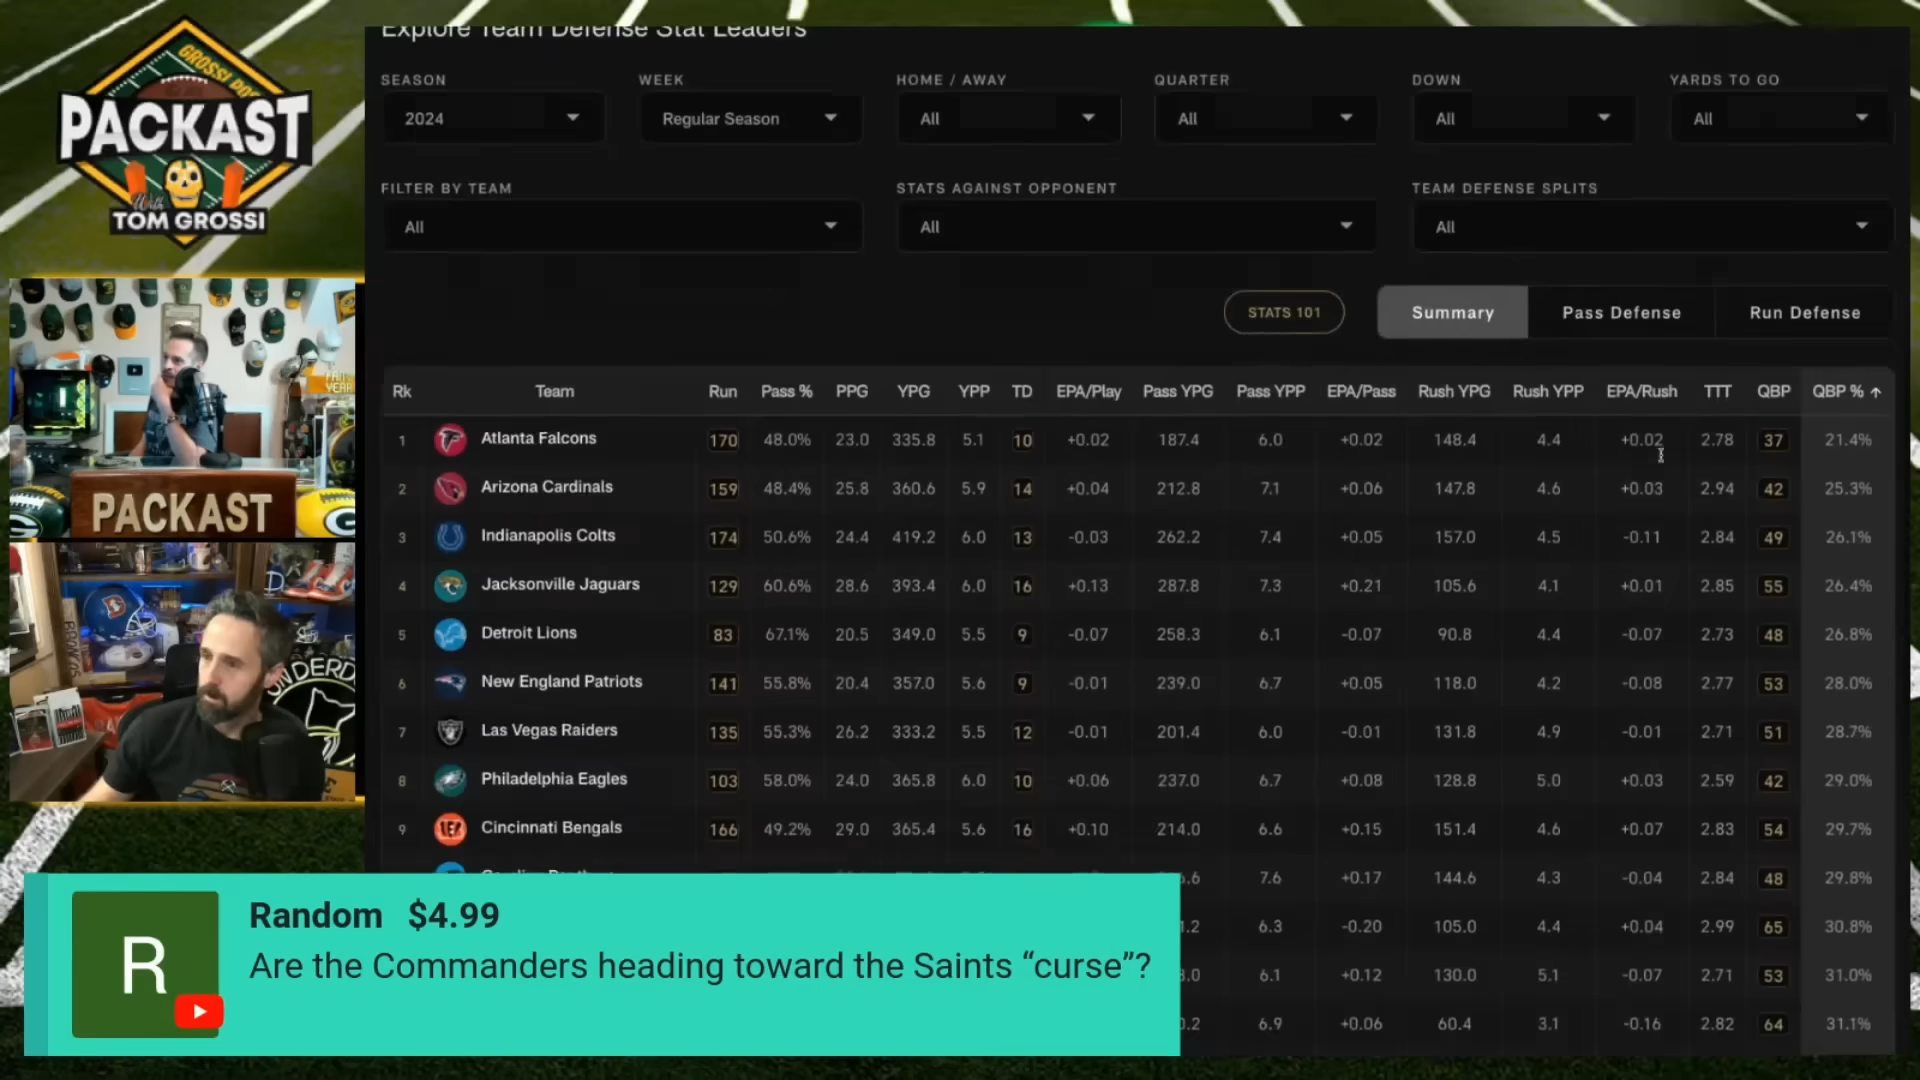 GROSSI POSSE
PACKAST
With
TOM GROSSI
PACKAST
Explore Team Defense Stat Leaders
SEASON WEEK HOME / AWAY QUARTER DOWN YARDS TO GO
2024 Regular Season All All All All
FILTER BY TEAM STATS AGAINST OPPONENT TEAM DEFENSE SPLITS
All All All
STATS 101 Summary Pass Defense Run Defense
Rk Team Run Pass % PPG YPG YPP TD EPA/Play Pass YPG Pass YPP EPA/Pass Rush YPG Rush YPP EPA/Rush TTT QBP QBP % ↑
1 Atlanta Falcons 170 48.0% 23.0 335.8 5.1 10 +0.02 187.4 6.0 +0.02 148.4 4.4 +0.02 2.78 37 21.4%
2 Arizona Cardinals 159 48.4% 25.8 360.6 5.9 14 +0.04 212.8 7.1 +0.06 147.8 4.6 +0.03 2.94 42 25.3%
3 Indianapolis Colts 174 50.6% 24.4 419.2 6.0 13 -0.03 262.2 7.4 +0.05 157.0 4.5 -0.11 2.84 49 26.1%
4 Jacksonville Jaguars 129 60.6% 28.6 393.4 6.0 16 +0.13 287.8 7.3 +0.21 105.6 4.1 +0.01 2.85 55 26.4%
5 Detroit Lions 83 67.1% 20.5 349.0 5.5 9 -0.07 258.3 6.1 -0.07 90.8 4.4 -0.07 2.73 48 26.8%
6 New England Patriots 141 55.8% 20.4 357.0 5.6 9 -0.01 239.0 6.7 +0.05 118.0 4.2 -0.08 2.77 53 28.0%
7 Las Vegas Raiders 135 55.3% 26.2 333.2 5.5 12 -0.01 201.4 6.0 -0.01 131.8 4.9 -0.01 2.71 51 28.7%
8 Philadelphia Eagles 103 58.0% 24.0 365.8 6.0 10 +0.06 237.0 6.7 +0.08 128.8 5.0 +0.03 2.59 42 29.0%
9 Cincinnati Bengals 166 49.2% 29.0 365.4 5.6 16 +0.10 214.0 6.6 +0.15 151.4 4.6 +0.07 2.83 54 29.7%
.6 7.6 +0.17 144.6 4.3 -0.04 2.84 48 29.8%
1.2 6.3 -0.20 105.0 4.4 +0.04 2.99 65 30.8%
.0 6.1 +0.12 130.0 5.1 -0.07 2.71 53 31.0%
0.2 6.9 +0.06 60.4 3.1 -0.16 2.82 64 31.1%
R
Random $4.99
Are the Commanders heading toward the Saints “curse”?